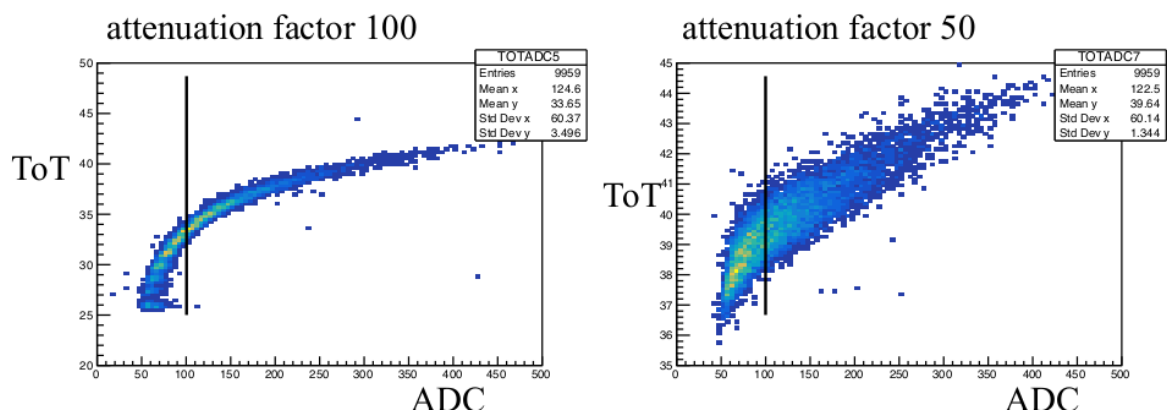 attenuation factor 100
TOTADC5
Entries 9959
Mean x 124.6
Mean y 33.65
Std Dev x 60.37
Std Dev y 3.496
50
45
40
35
30
25
20
ToT
0 50 100 150 200 250 300 350 400 450 500
ADC
attenuation factor 50
TOTADC7
Entries 9959
Mean x 122.5
Mean y 39.64
Std Dev x 60.14
Std Dev y 1.344
45
44
43
42
41
40
39
38
37
36
35
ToT
0 50 100 150 200 250 300 350 400 450 500
ADC